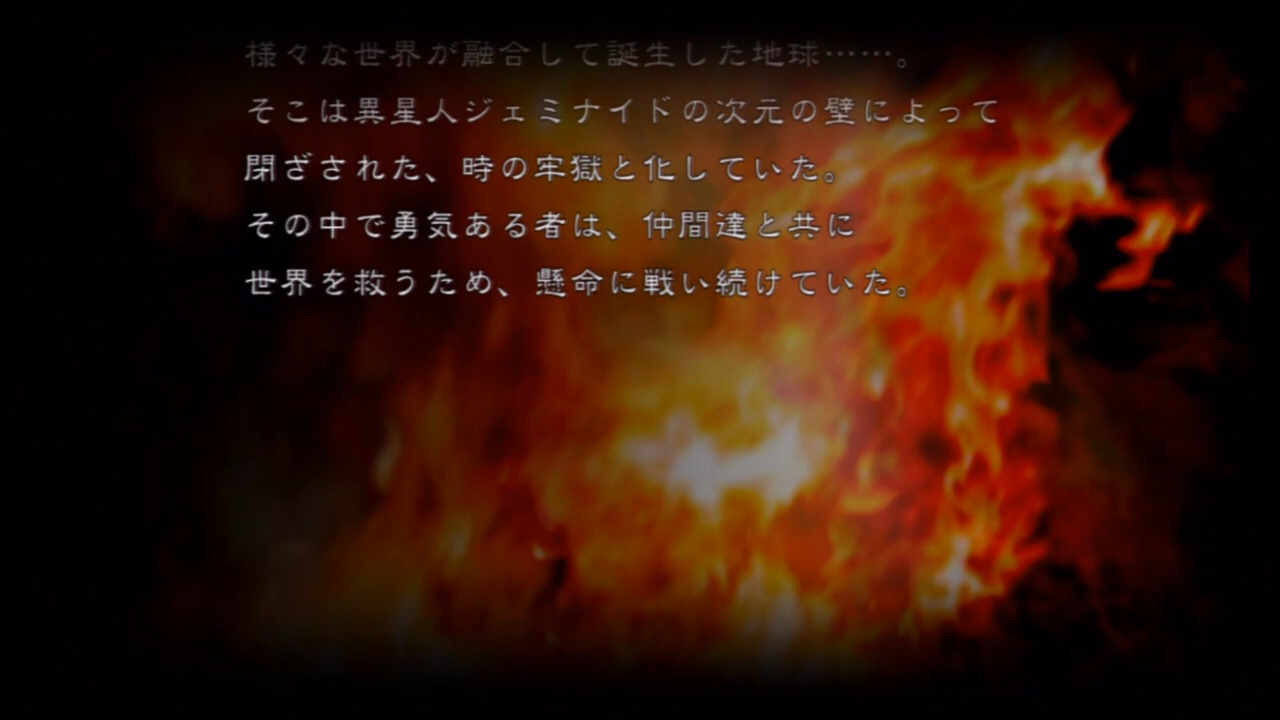 様々な世界が融合して誕生した地球……。
そこは異星人ジェミナイドの次元の壁によって
閉ざされた、時の牢獄と化していた。
その中で勇気ある者は、仲間達と共に
世界を救うため、懸命に戦い続けていた。